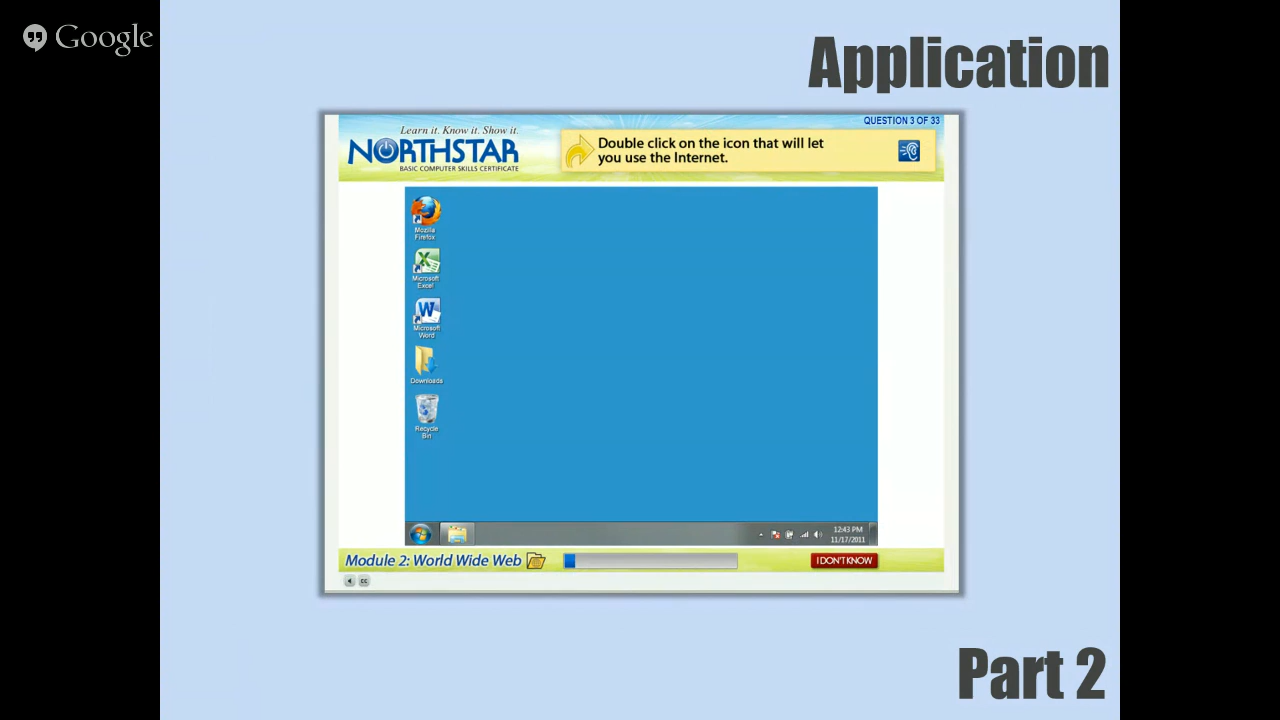 Google
Application
QUESTION 3 OF 33
Learn it. Know it. Show it.
NORTHSTAR
BASIC COMPUTER SKILLS CERTIFICATE
Double click on the icon that will let
you use the Internet.
Mozilla
Firefox
Microsoft
Excel
Microsoft
Word
Downloads
Recycle
Bin
12:43 PM
11/17/2011
Module 2: World Wide Web
I DON'T KNOW
CC
Part 2